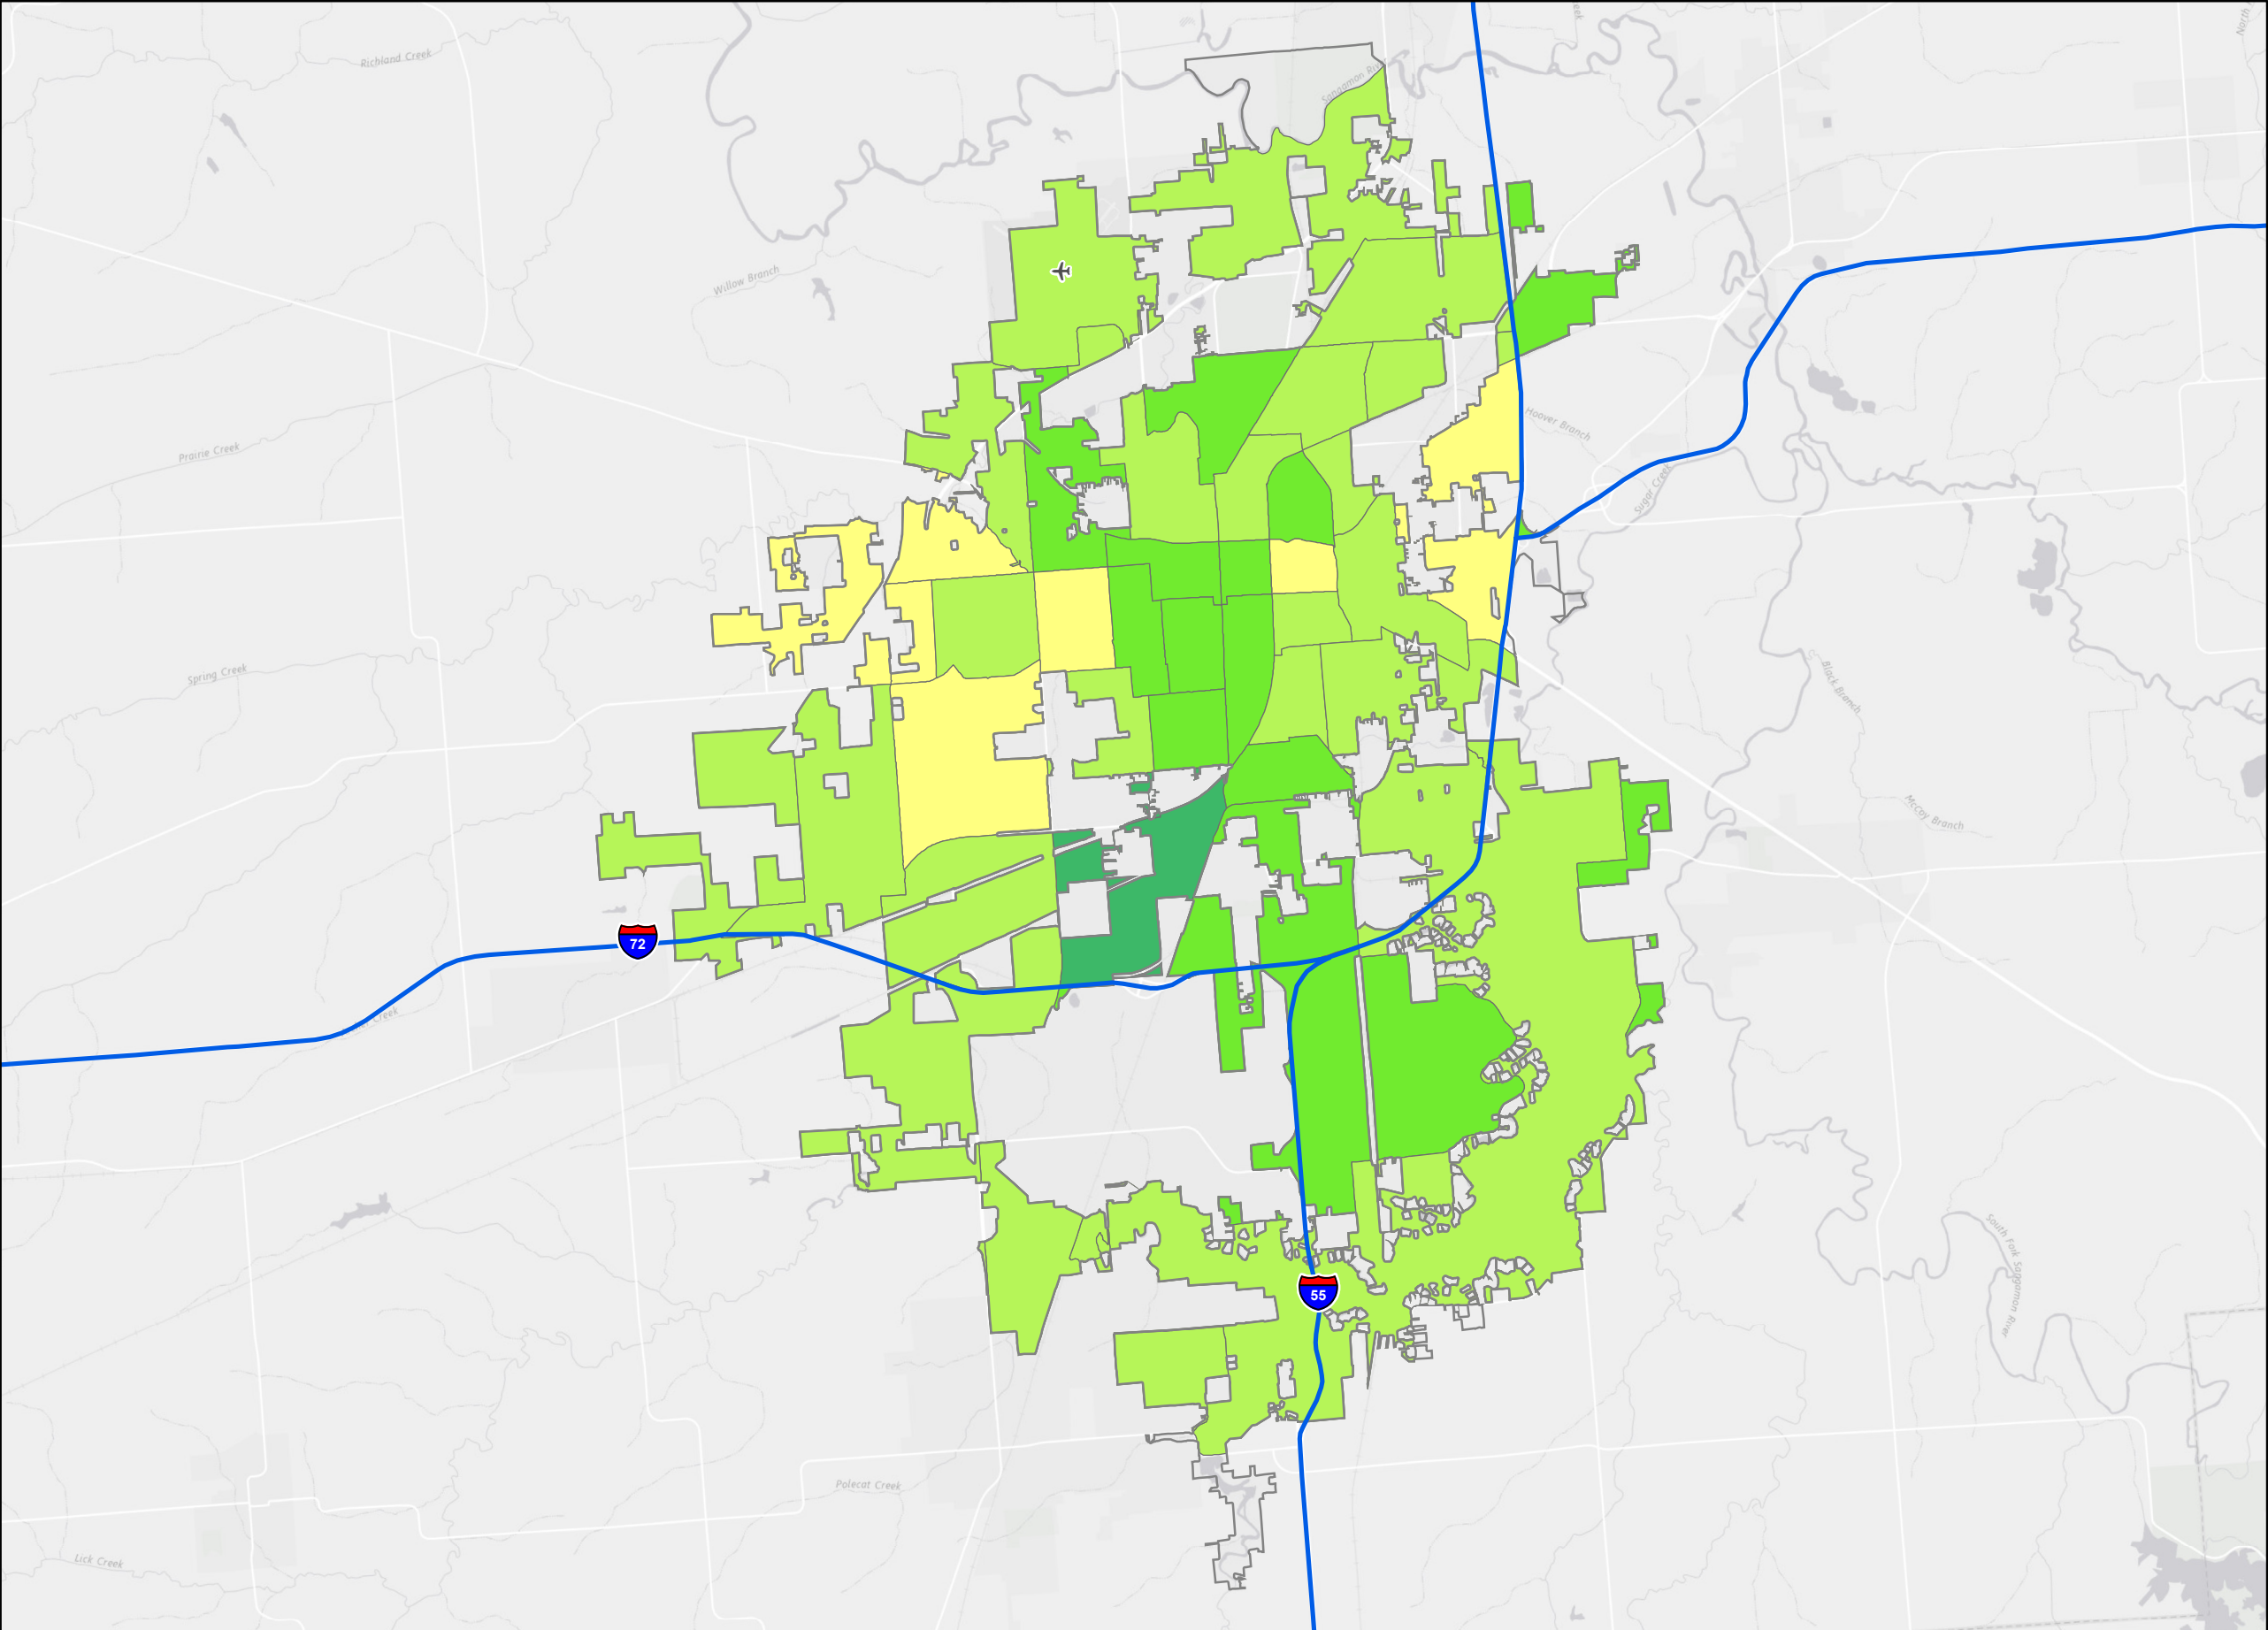 Richland Creek
Sangamon River
Willow Branch
Hoover Branch
Prairie Creek
Sugar Creek
Spring Creek
Black Branch
McCoy Branch
72
Creek
South Fork Sangamon River
55
Polecat Creek
Lick Creek